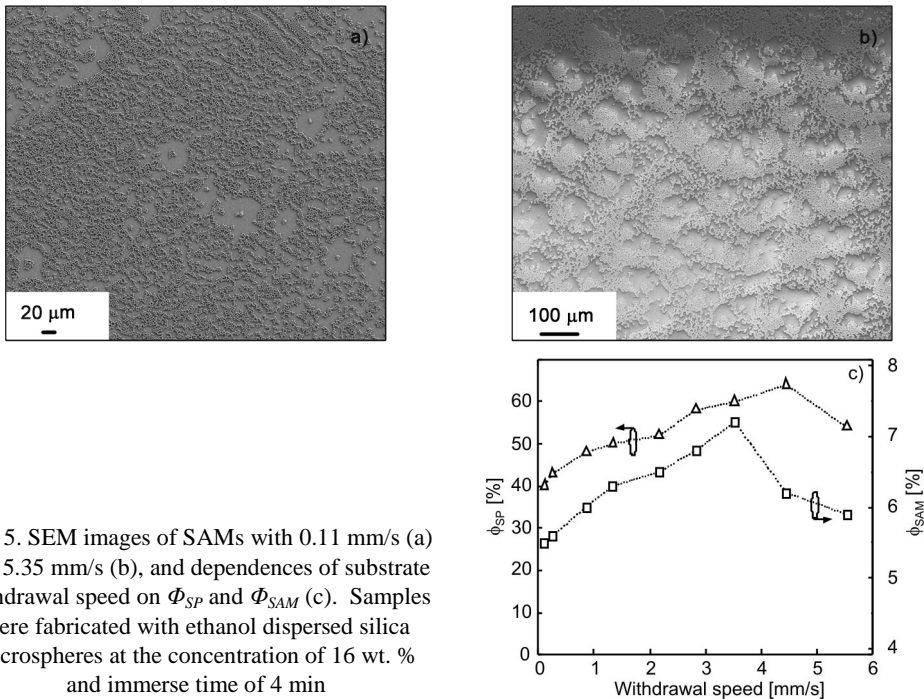 a)
20 μm
b)
100 μm
c)
60
50
40
30
20
10
0
ϕSP [%]
8
7
6
5
4
ϕSAM [%]
0 1 2 3 4 5 6
Withdrawal speed [mm/s]
5. SEM images of SAMs with 0.11 mm/s (a)
5.35 mm/s (b), and dependences of substrate
ndrawal speed on ΦSP and ΦSAM (c). Samples
ere fabricated with ethanol dispersed silica
crospheres at the concentration of 16 wt. %
and immerse time of 4 min